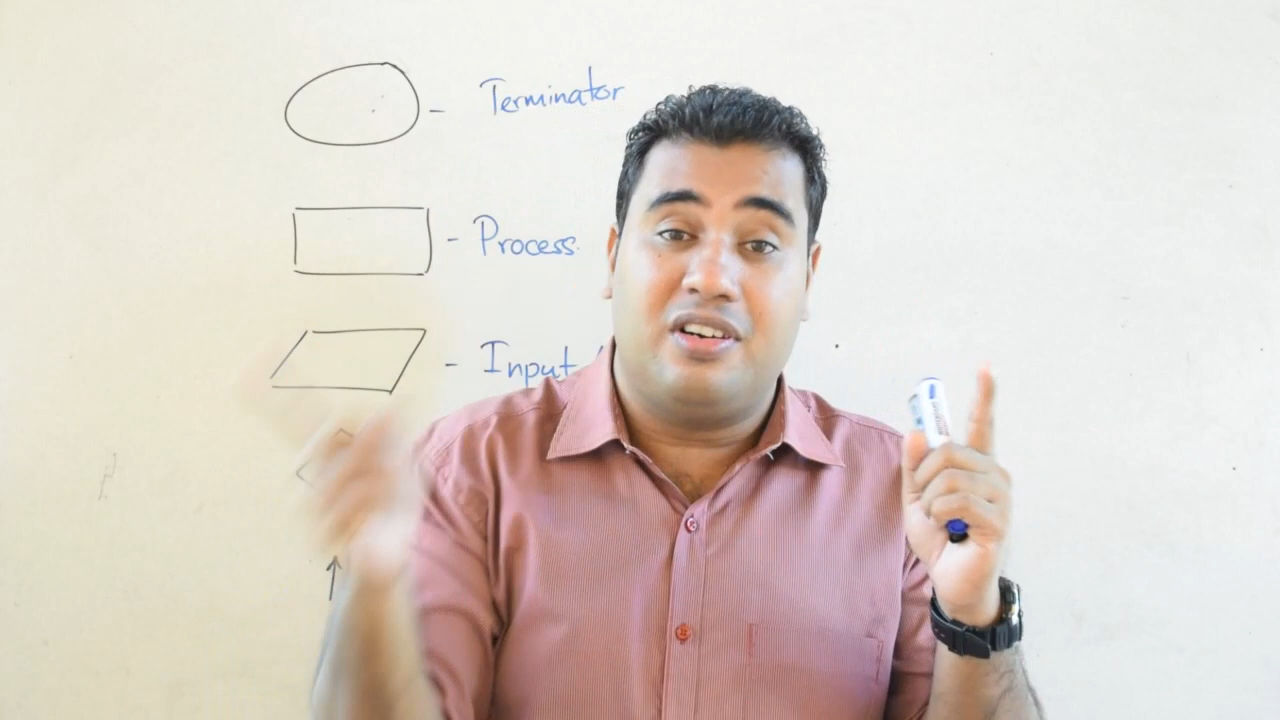 - Terminator
- Process.
- Input